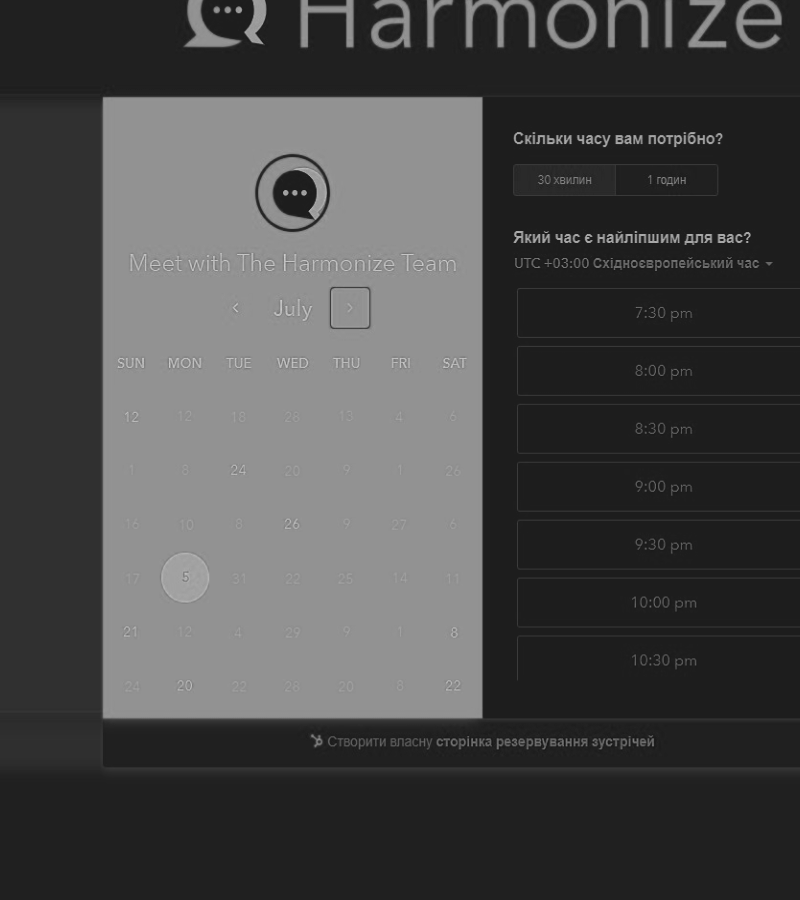 Harmonize
Meet with The Harmonize Team
July
SUN MON TUE WED THU FRI SAT
12 12 18 28 13 4 6
1 8 24 20 9 1 26
16 10 8 26 9 27 6
17 5 31 22 25 14 11
21 12 4 29 9 1 8
24 20 22 28 20 8 22
Скільки часу вам потрібно?
30 хвилин 1 годин
Який час є найліпшим для вас?
UTC +03:00 Східноєвропейський час
7:30 pm
8:00 pm
8:30 pm
9:00 pm
9:30 pm
10:00 pm
10:30 pm
Створити власну сторінка резервування зустрічей